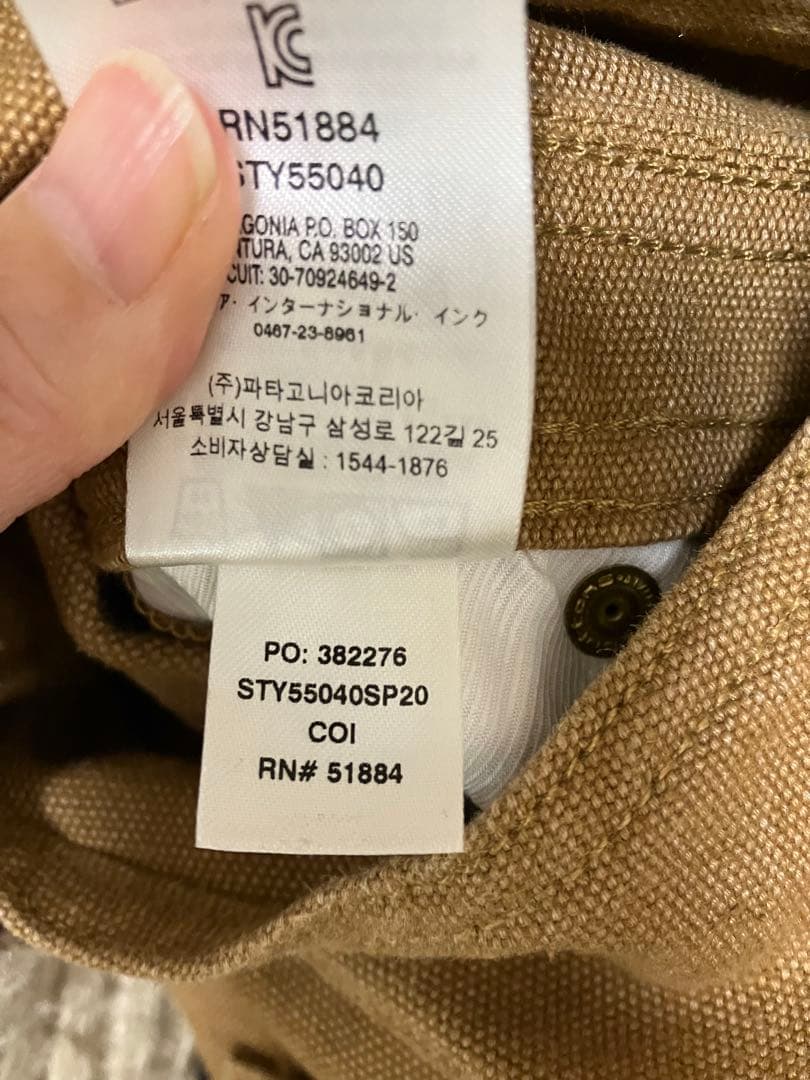 RN51884
STY55040
GONIA P.O. BOX 150
NTURA, CA 93002 US
CUIT: 30-70924649-2
ア・インターナショナル・インク
0467-23-8961
(주)파타고니아코리아
서울특별시 강남구 삼성로 122길 25
소비자상담실 : 1544-1876
PO: 382276
STY55040SP20
COI
RN# 51884